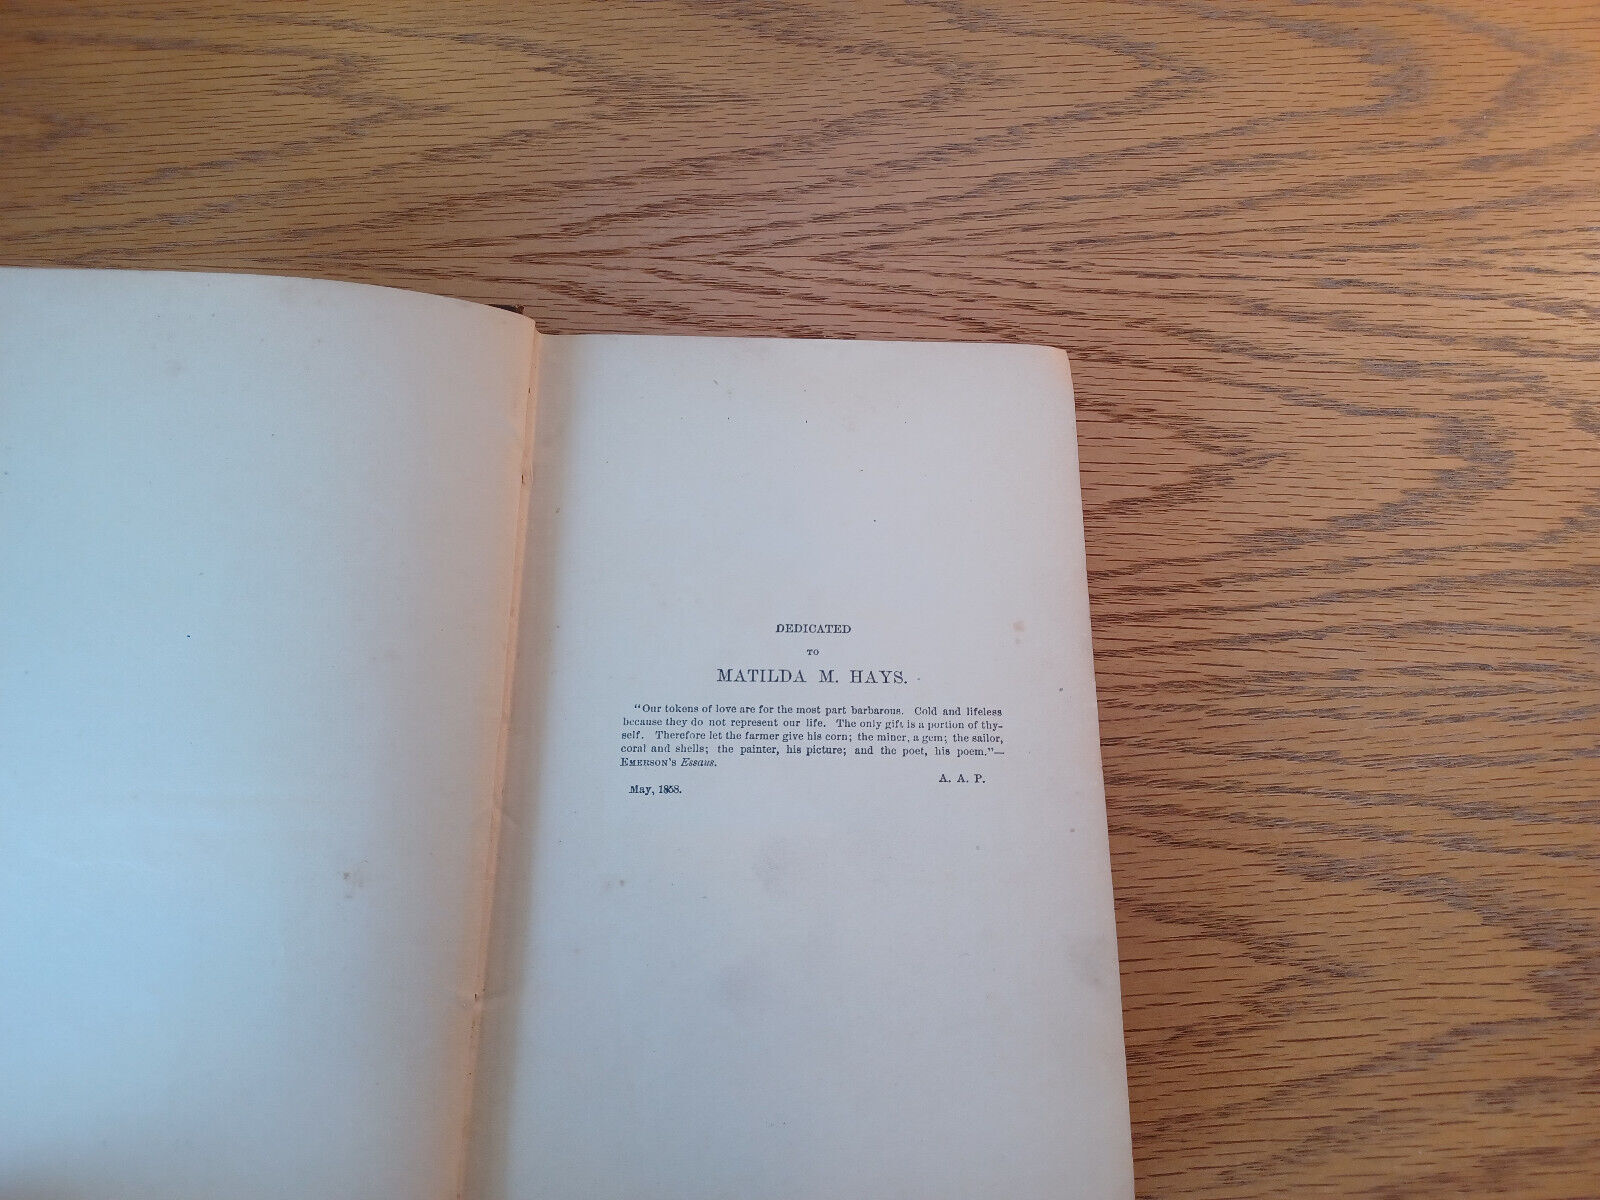 DEDICATED
TO
MATILDA M. HAYS.
"Our tokens of love are for the most part barbarous. Cold and lifeless
because they do not represent our life. The only gift is a portion of thy-
self. Therefore let the farmer give his corn; the miner, a gem; the sailor,
coral and shells; the painter, his picture; and the poet, his poem."—
EMERSON'S Essays.
A. A. P.
May, 1858.